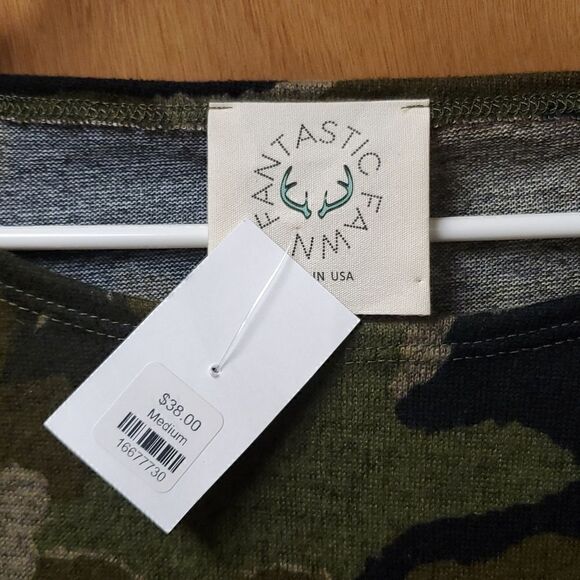 FANTASTIC FAWN
IN USA
$38.00
Medium
16677730